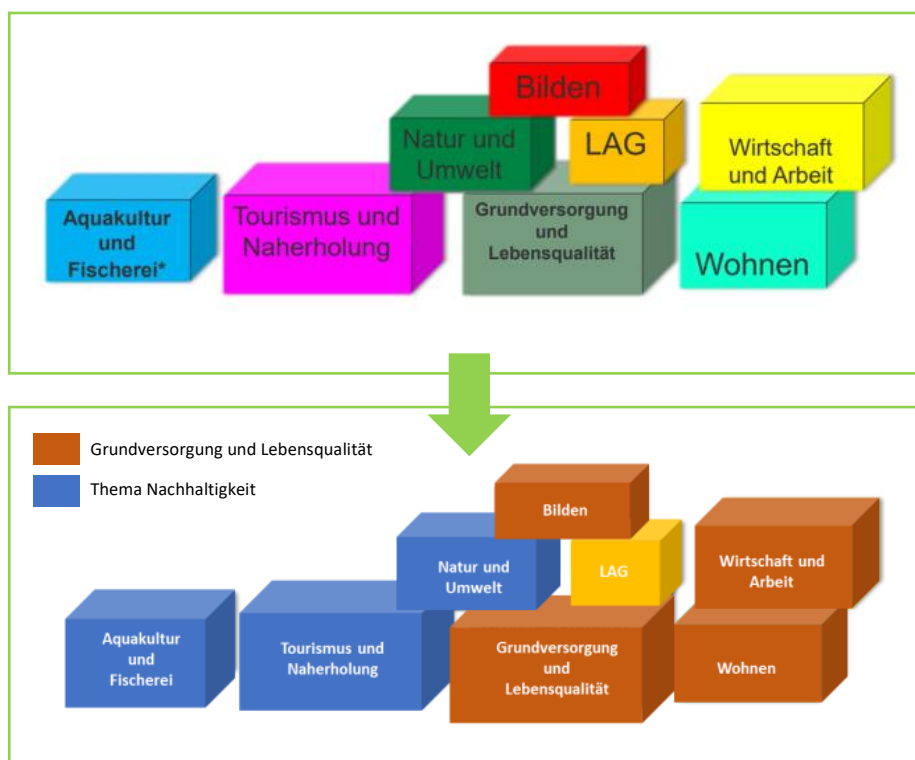 Bilden
Natur und
Umwelt
LAG
Wirtschaft
und Arbeit
Aquakultur
und
Fischerei*
Tourismus und
Naherholung
Grundversorgung
und
Lebensqualität
Wohnen
Grundversorgung und Lebensqualität
Thema Nachhaltigkeit
Bilden
Natur und
Umwelt
LAG
Wirtschaft und
Arbeit
Aquakultur
und
Fischerei
Tourismus und
Naherholung
Grundversorgung
und
Lebensqualität
Wohnen